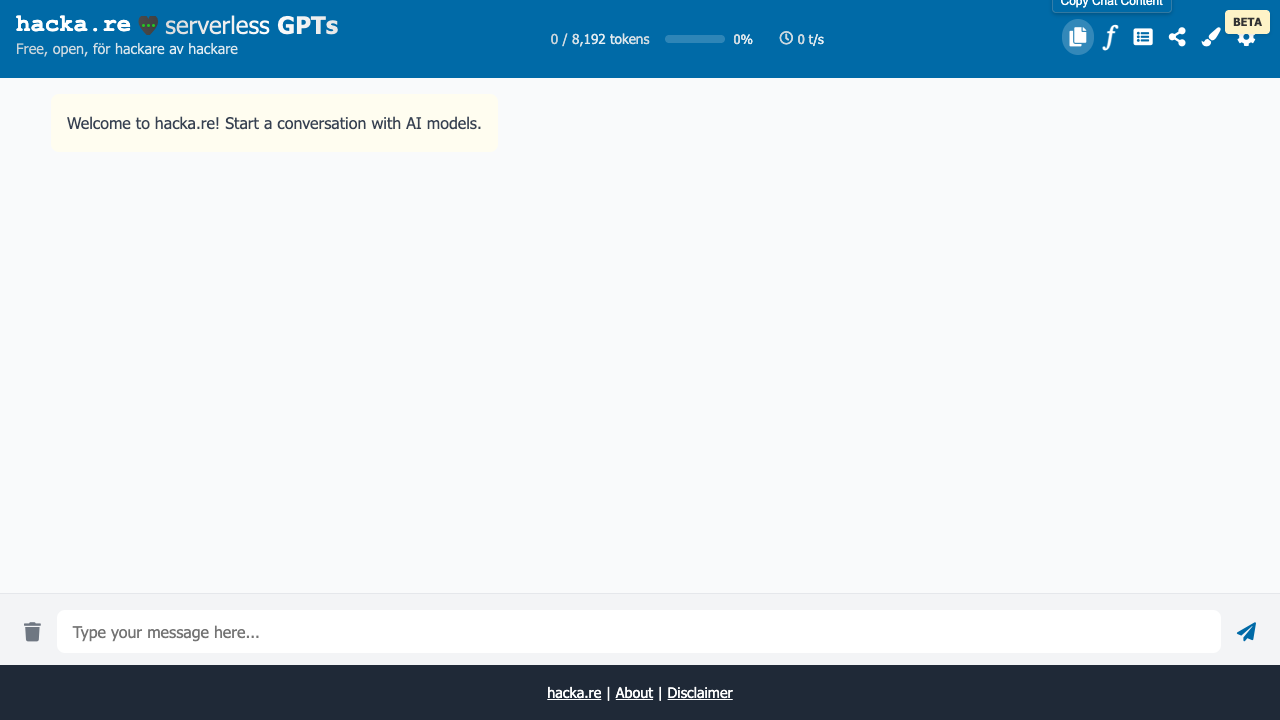 hacka.re serverless GPTs
Free, open, för hackare av hackare
0 / 8,192 tokens 0% 0 t/s
Copy Chat Content
BETA
Welcome to hacka.re! Start a conversation with AI models.
Type your message here...
hacka.re | About | Disclaimer